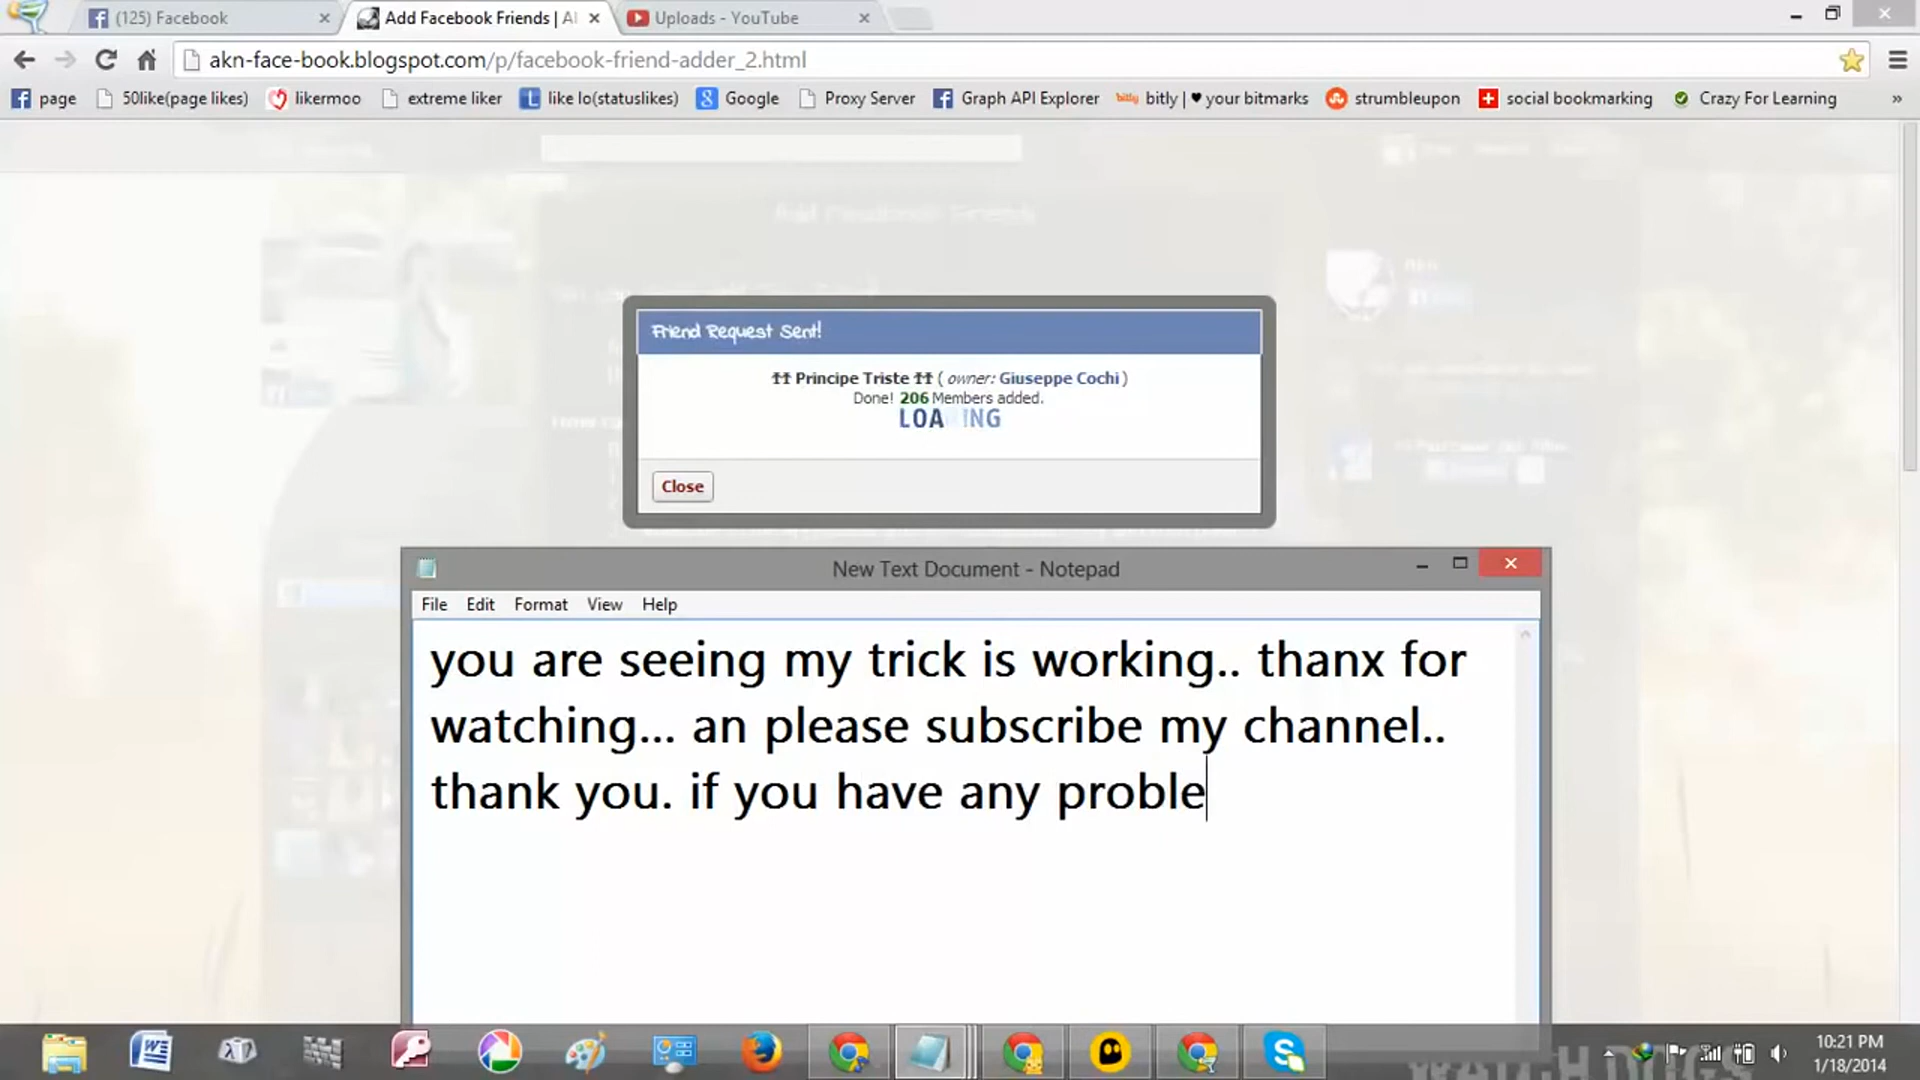 (125) Facebook
Add Facebook Friends | Al
Uploads - YouTube
akn-face-book.blogspot.com/p/facebook-friend-adder_2.html
page
50like(page likes)
likermoo
extreme liker
like lo(statuslikes)
Google
Proxy Server
Graph API Explorer
bitly | ♥ your bitmarks
strumbleupon
social bookmarking
Crazy For Learning
»
Add Facebook Friends
Friend Request Sent!
Principe Triste ( owner: Giuseppe Cochi )
Done! 206 Members added.
LOADING
Close
New Text Document - Notepad
File Edit Format View Help
you are seeing my trick is working.. thanx for
watching... an please subscribe my channel..
thank you. if you have any proble
10:21 PM
1/18/2014